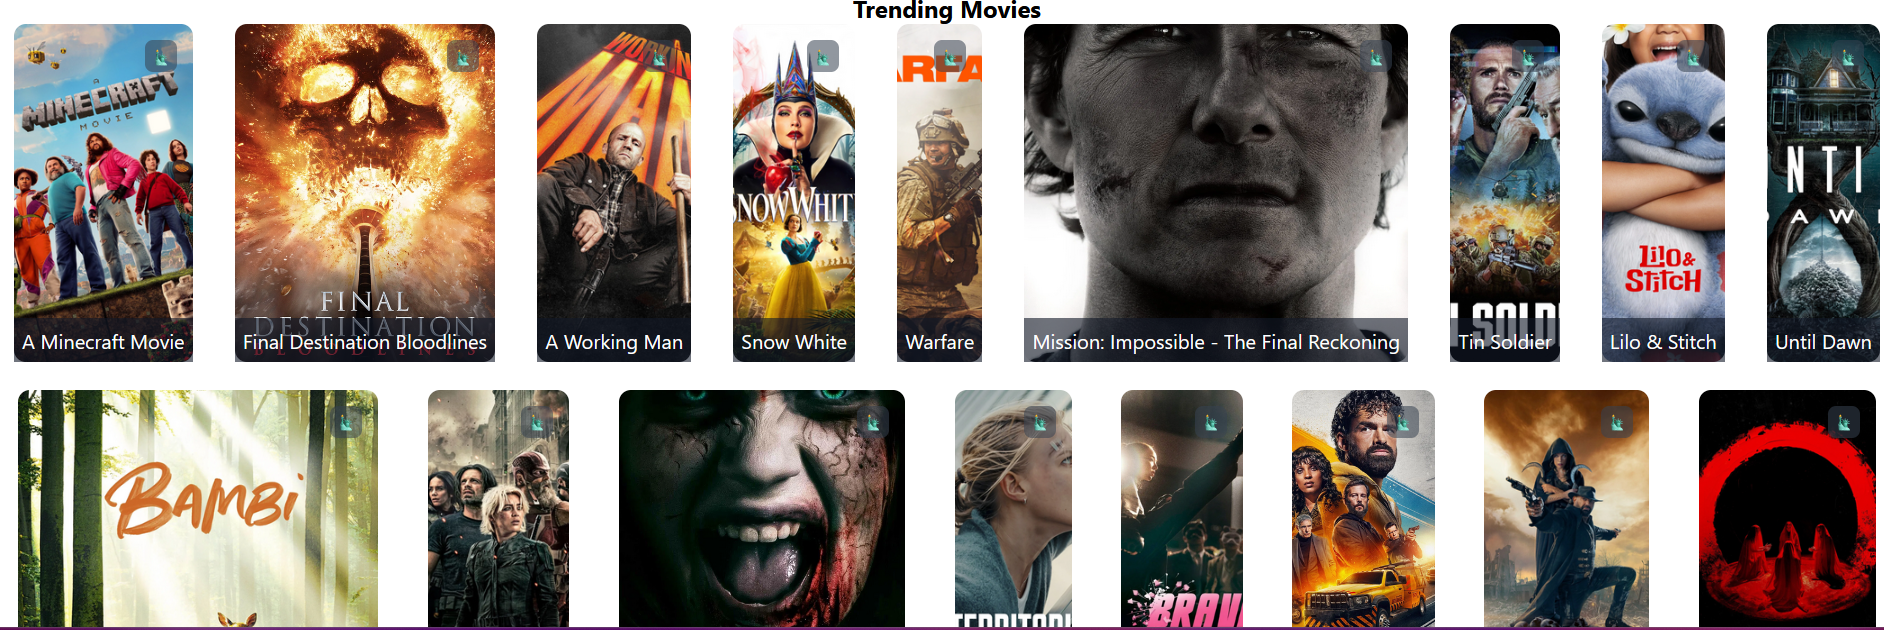 Trending Movies
A
MINECRAFT
MOVIE
A Minecraft Movie
FINAL
DESTINATION
BLOODLINES
Final Destination Bloodlines
A
WORKIN
MAN
A Working Man
SNOW WHIT
Snow White
ARFA
Warfare
Mission: Impossible - The Final Reckoning
N SOLDI
Tin Soldier
Lilo &
Stitch
Lilo & Stitch
NTI
DAWN
Until Dawn
BAMBI
TERRITORI
BRAV